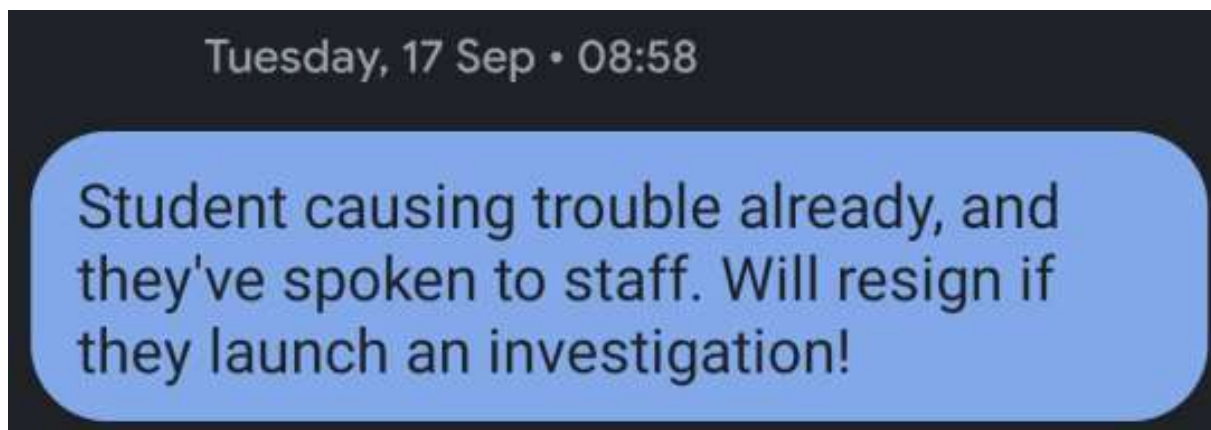 Tuesday, 17 Sep • 08:58
Student causing trouble already, and
they've spoken to staff. Will resign if
they launch an investigation!